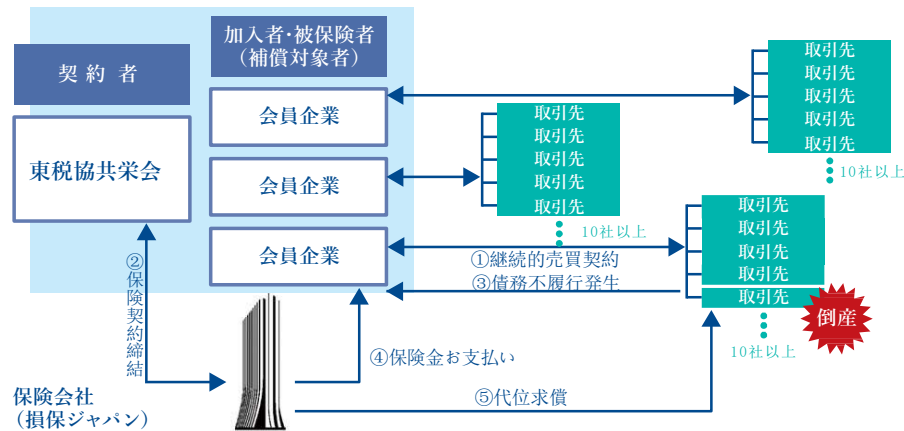 契約者
加入者・被保険者
（補償対象者）
東税協共栄会
会員企業
会員企業
会員企業
取引先
取引先
取引先
取引先
取引先
10社以上
取引先
取引先
取引先
取引先
取引先
10社以上
取引先
取引先
取引先
取引先
取引先
倒産
10社以上
①継続的売買契約
③債務不履行発生
②保険契約締結
④保険金お支払い
⑤代位求償
保険会社
（損保ジャパン）